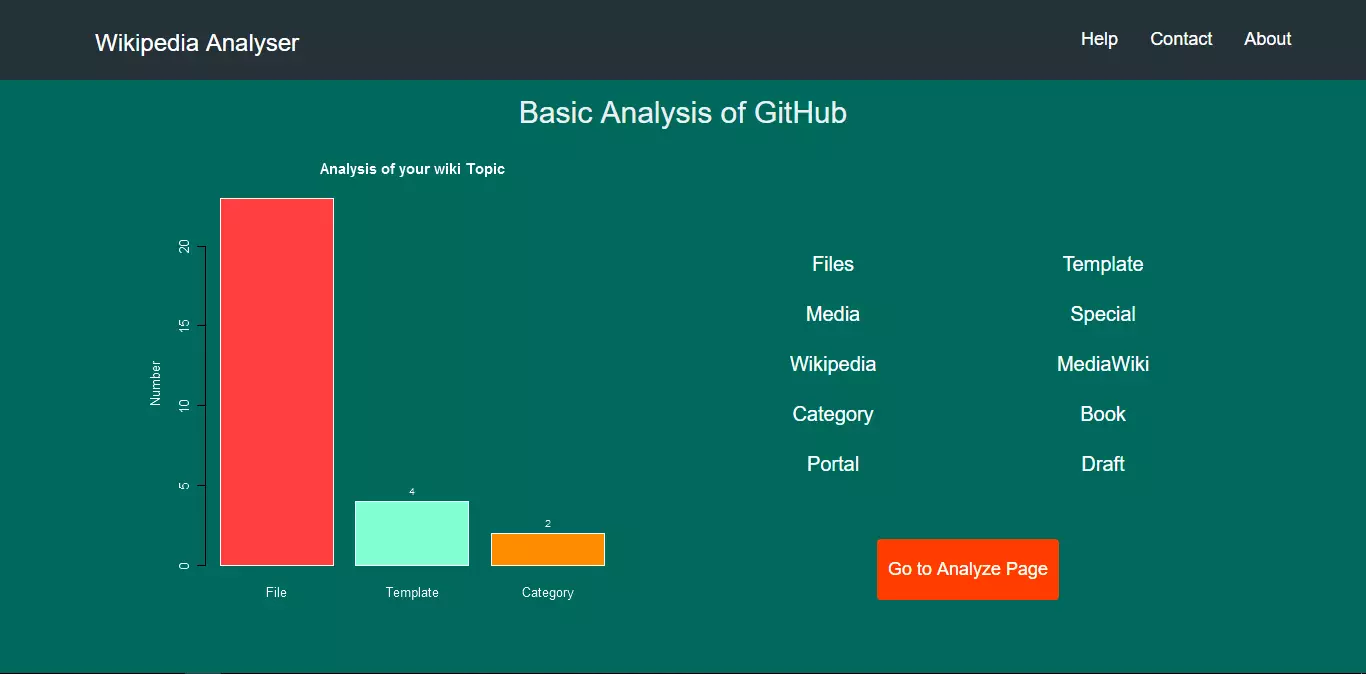 Wikipedia Analyser
Help Contact About
Basic Analysis of GitHub
Analysis of your wiki Topic
Number
20
15
10
5
0
4
2
File Template Category
Files Template
Media Special
Wikipedia MediaWiki
Category Book
Portal Draft
Go to Analyze Page